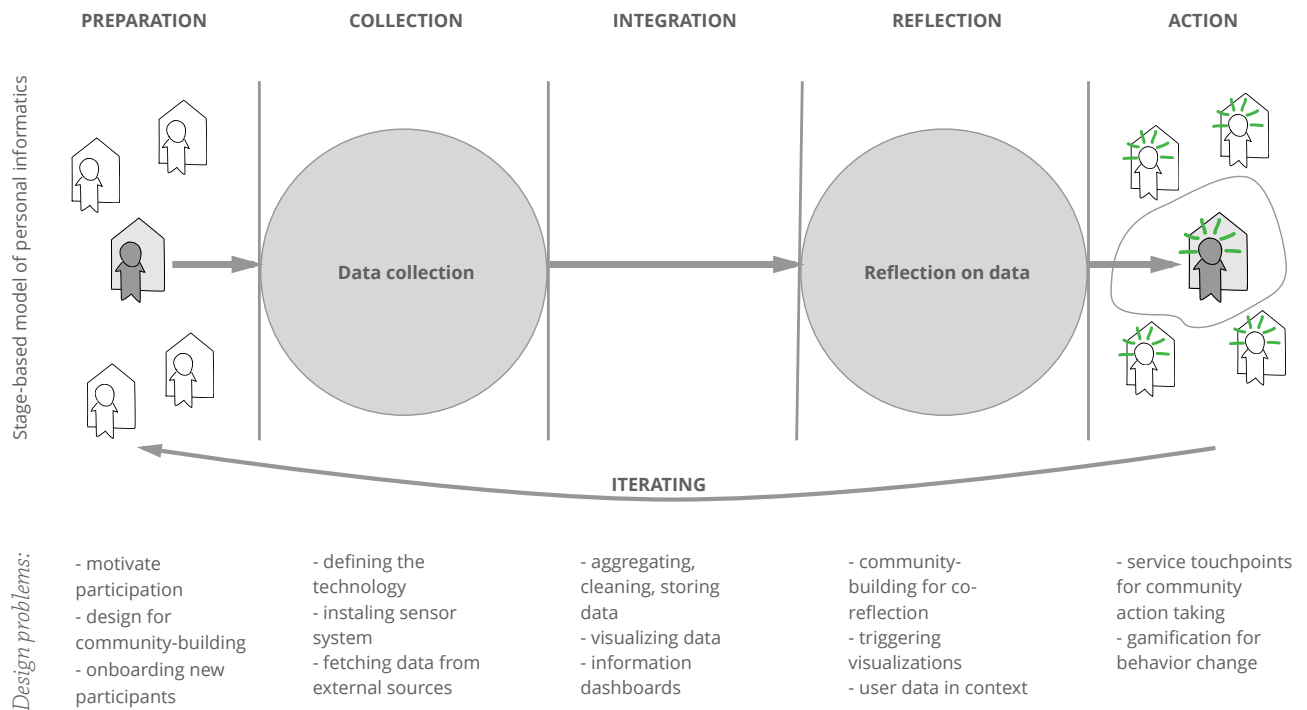 PREPARATION
COLLECTION
INTEGRATION
REFLECTION
ACTION
Stage-based model of personal informatics
Data collection
Reflection on data
ITERATING
Design problems:
- motivate
participation
- design for
community-building
- onboarding new
participants
- defining the
technology
- instaling sensor
system
- fetching data from
external sources
- aggregating,
cleaning, storing
data
- visualizing data
- information
dashboards
- community-
building for co-
reflection
- triggering
visualizations
- user data in context
- service touchpoints
for community
action taking
- gamification for
behavior change